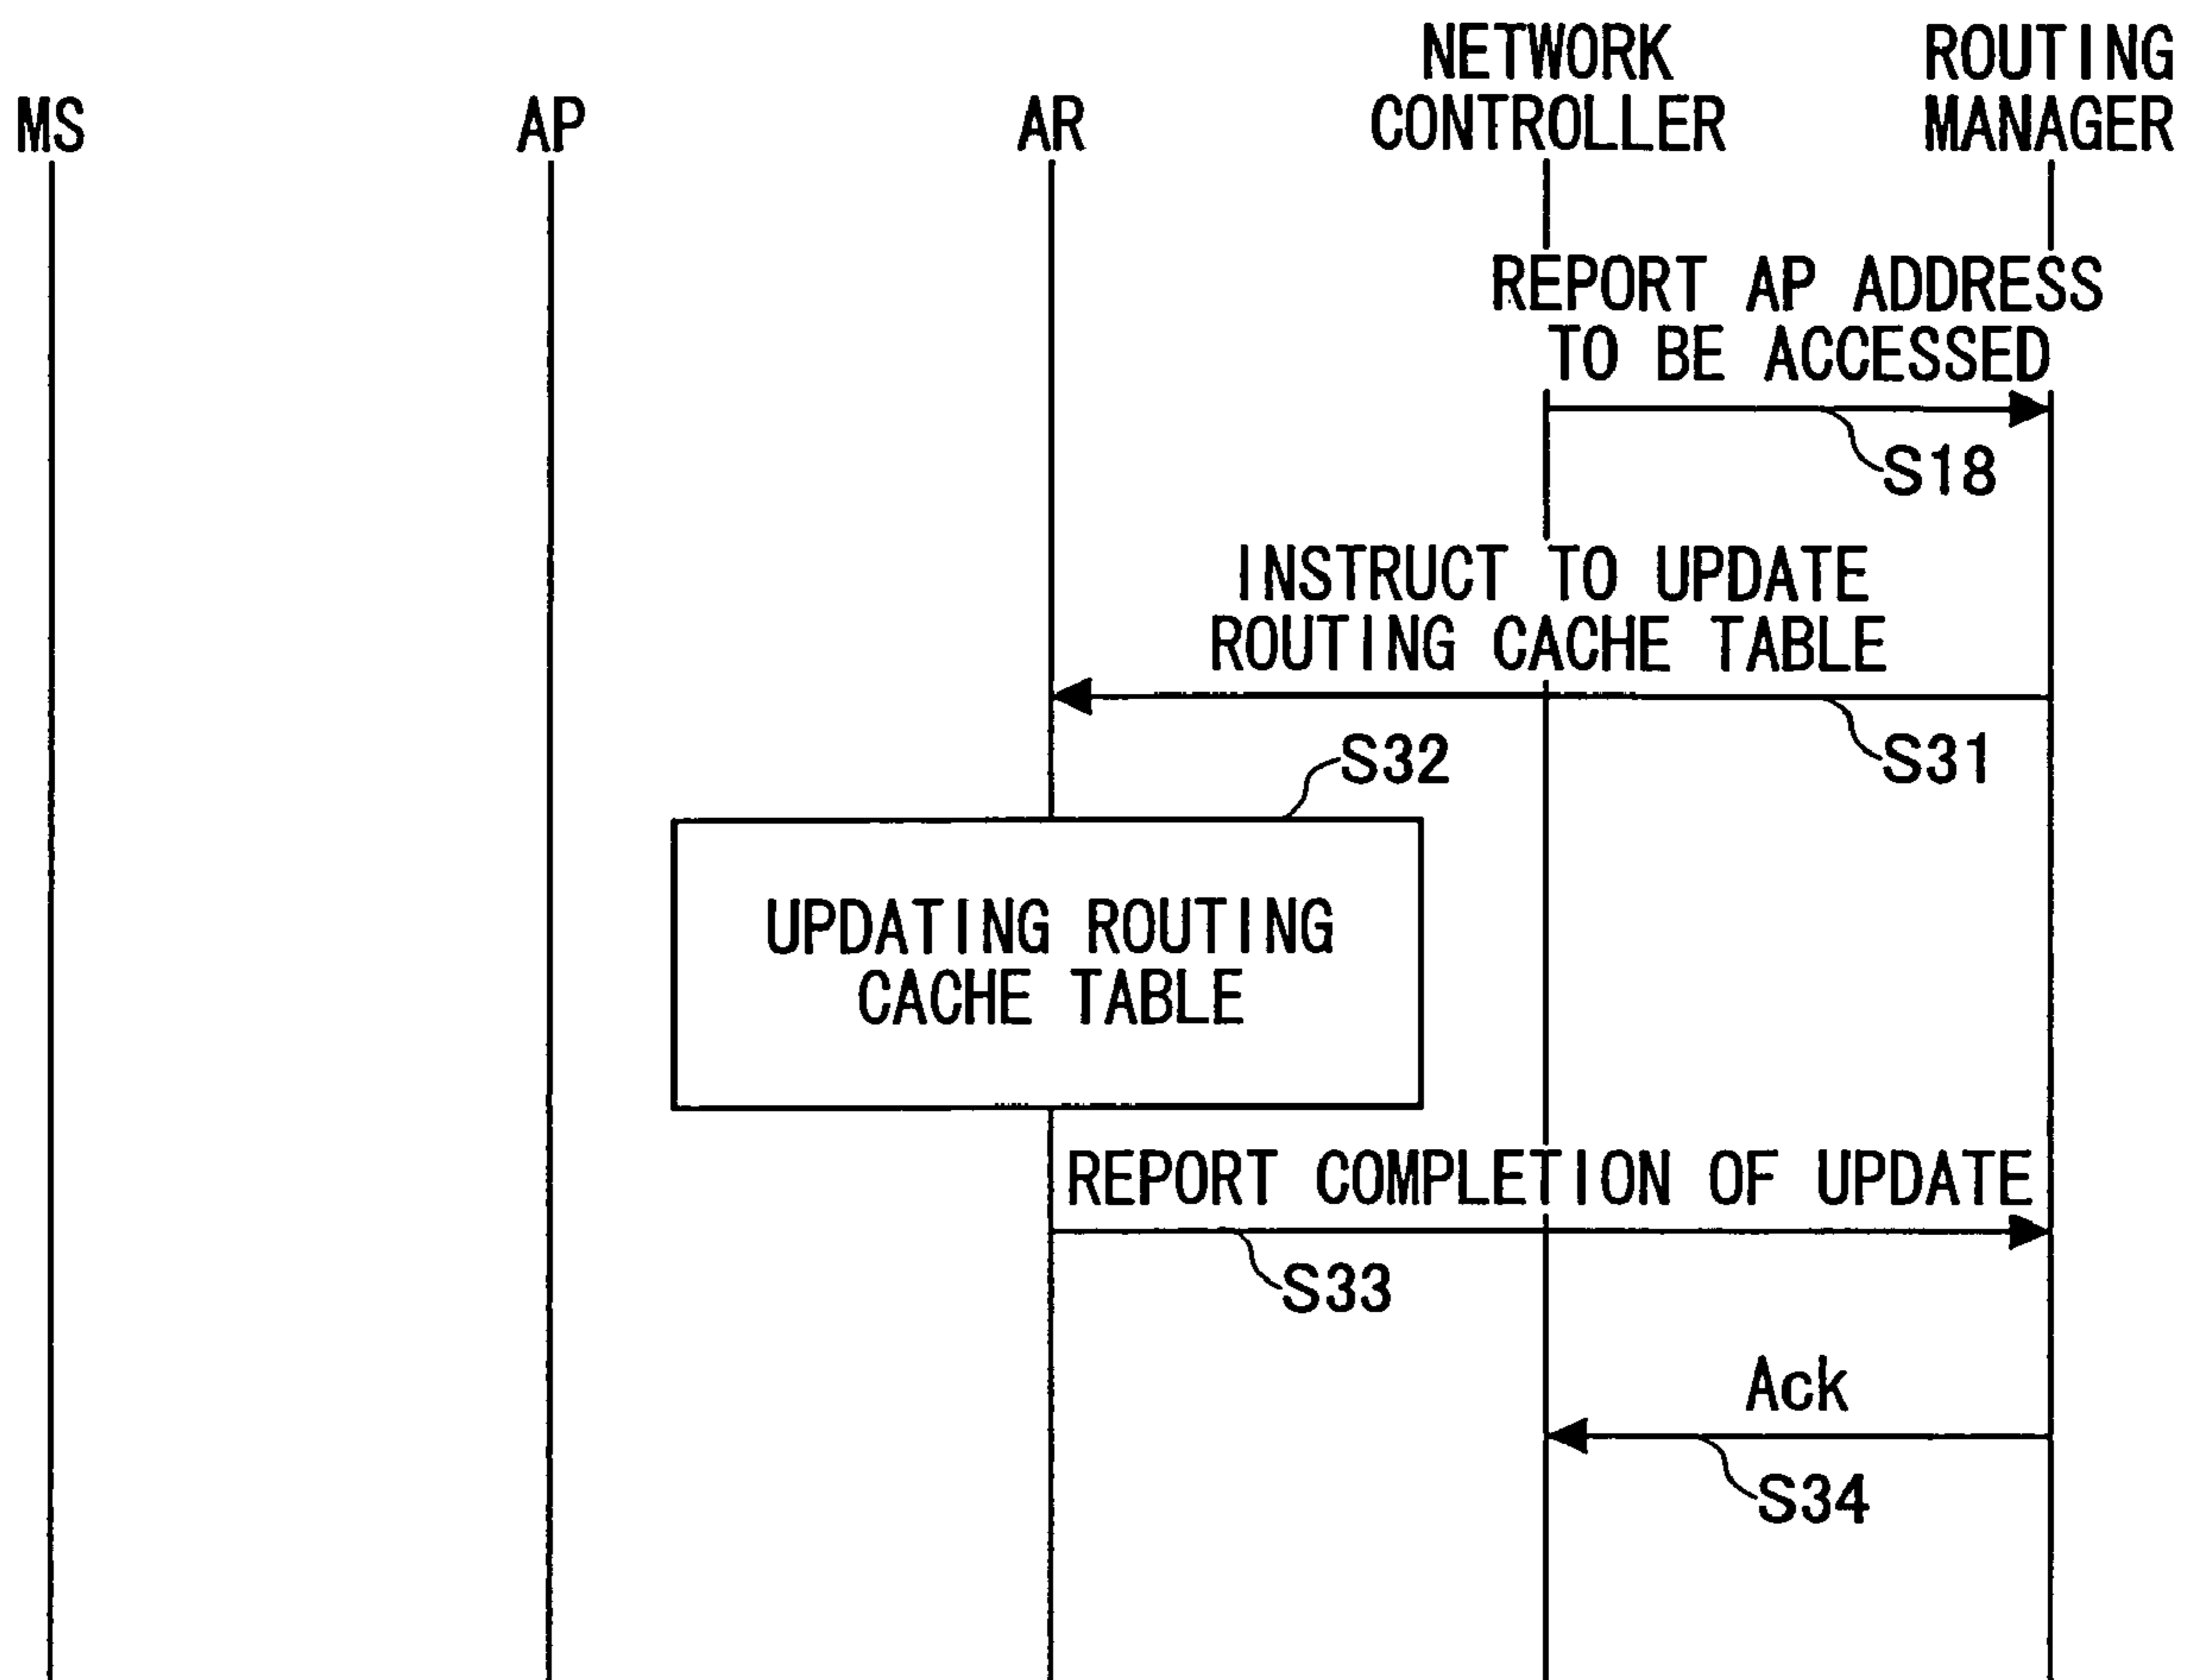 MS
AP
AR
NETWORK
CONTROLLER
ROUTING
MANAGER
REPORT AP ADDRESS
TO BE ACCESSED
S18
INSTRUCT TO UPDATE
ROUTING CACHE TABLE
S31
S32
UPDATING ROUTING
CACHE TABLE
REPORT COMPLETION OF UPDATE
S33
Ack
S34